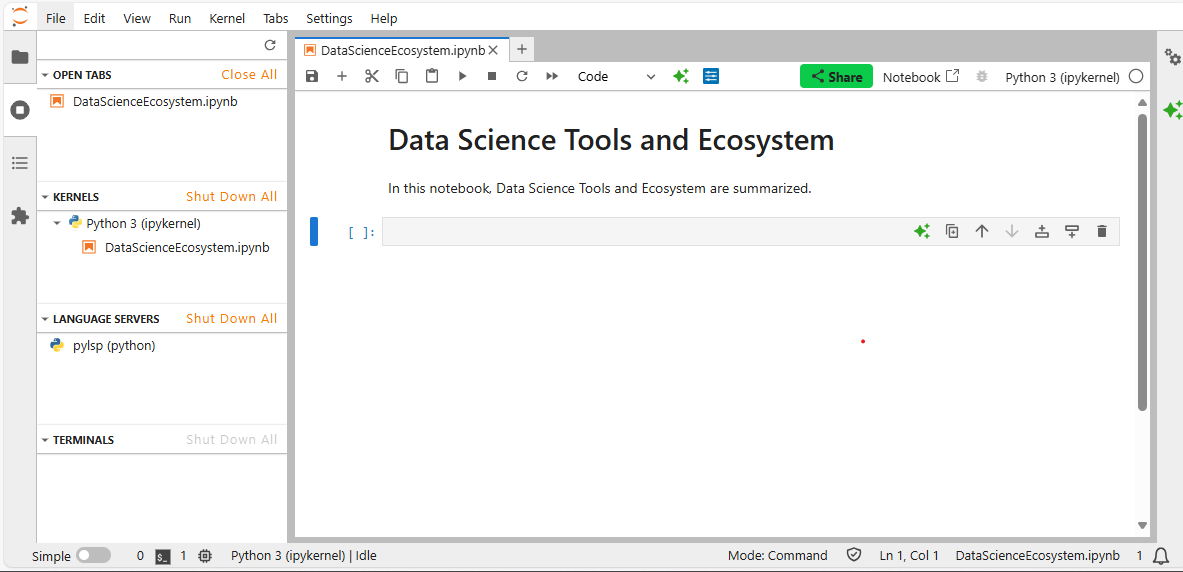 File Edit View Run Kernel Tabs Settings Help
OPEN TABS Close All
DataScienceEcosystem.ipynb
KERNELS Shut Down All
Python 3 (ipykernel)
DataScienceEcosystem.ipynb
LANGUAGE SERVERS Shut Down All
pylsp (python)
TERMINALS Shut Down All
DataScienceEcosystem.ipynb
Code Share Notebook Python 3 (ipykernel)
Data Science Tools and Ecosystem
In this notebook, Data Science Tools and Ecosystem are summarized.
[ ]:
Simple 0 $_ 1 Python 3 (ipykernel) | Idle Mode: Command Ln 1, Col 1 DataScienceEcosystem.ipynb 1